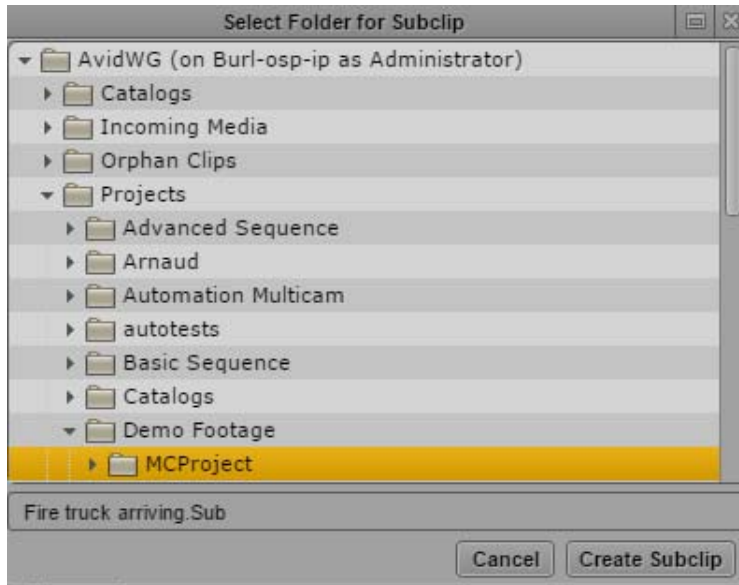 Select Folder for Subclip
AvidWG (on Burl-osp-ip as Administrator)
Catalogs
Incoming Media
Orphan Clips
Projects
Advanced Sequence
Arnaud
Automation Multicam
autotests
Basic Sequence
Catalogs
Demo Footage
MCProject
Fire truck arriving.Sub
Cancel Create Subclip